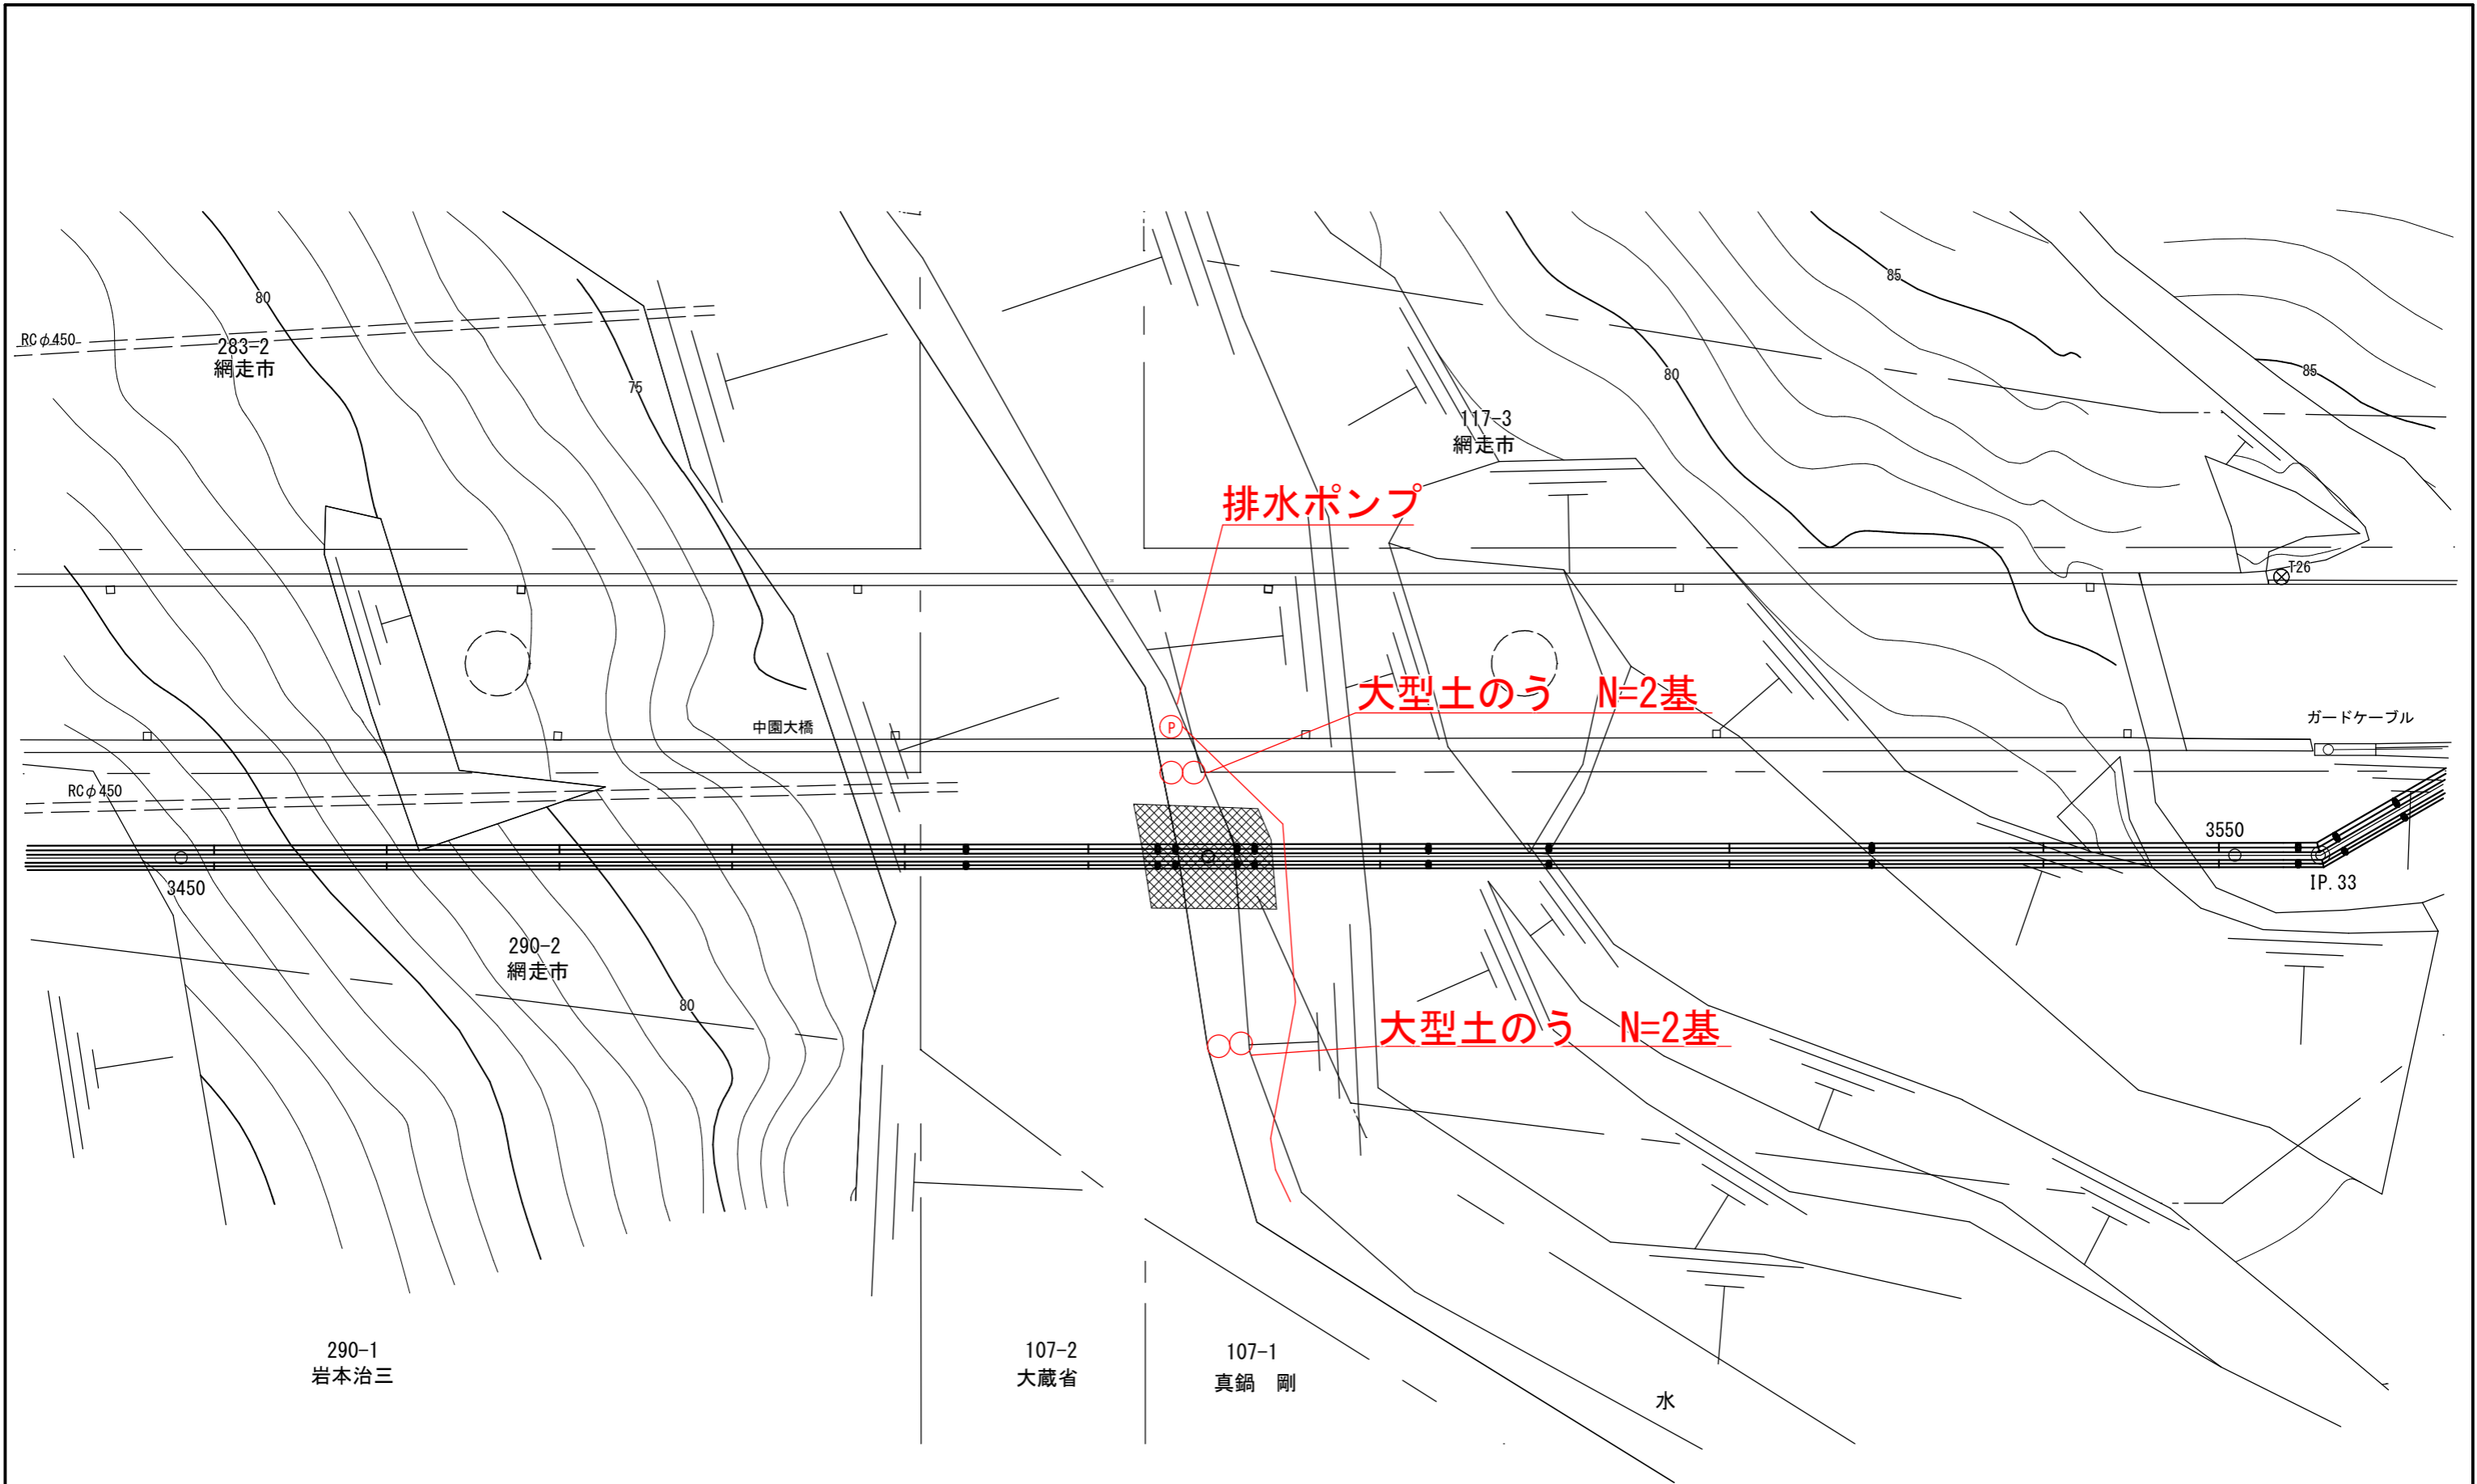 80
85
RCφ450
283-2
網走市
75
80
85
117-3
網走市
排水ポンプ
T26
大型土のう　N=2基
中園大橋
P
ガードケーブル
RCφ450
3550
3450
IP.33
290-2
網走市
80
大型土のう　N=2基
290-1
岩本治三
107-2
大蔵省
107-1
真鍋　剛
水